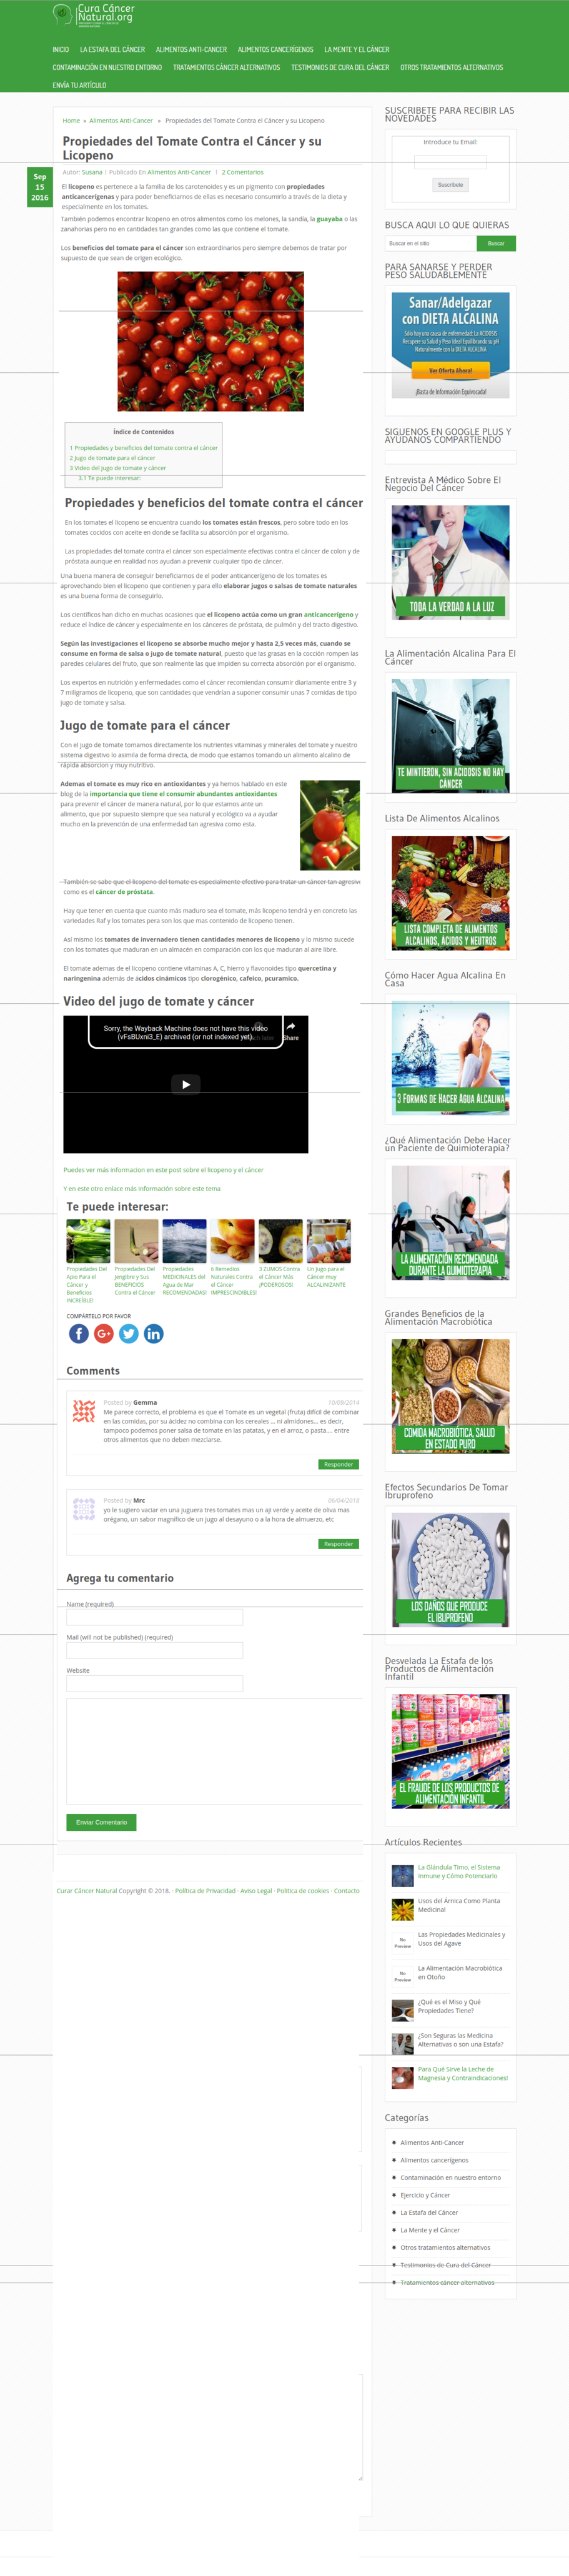 Cura Cáncer
Natural.org
INICIO LA ESTAFA DEL CÁNCER ALIMENTOS ANTI-CANCER ALIMENTOS CANCERÍGENOS LA MENTE Y EL CÁNCER
CONTAMINACIÓN EN NUESTRO ENTORNO TRATAMIENTOS CÁNCER ALTERNATIVOS TESTIMONIOS DE CURA DEL CÁNCER OTROS TRATAMIENTOS ALTERNATIVOS
ENVÍA TU ARTÍCULO
Home » Alimentos Anti-Cancer » Propiedades del Tomate Contra el Cáncer y su Licopeno
Propiedades del Tomate Contra el Cáncer y su
Licopeno
Sep
15
2016
Autor: Susana | Publicado En Alimentos Anti-Cancer | 2 Comentarios
El licopeno es pertenece a la familia de los carotenoides y es un pigmento con propiedades
anticancerígenas y para poder beneficiarnos de ellas es necesario consumirlo a través de la dieta y
especialmente en los tomates.
También podemos encontrar licopeno en otros alimentos como los melones, la sandía, la guayaba o las
zanahorias pero no en cantidades tan grandes como las que contiene el tomate.
Los beneficios del tomate para el cáncer son extraordinarios pero siempre debemos de tratar por
supuesto de que sean de origen ecológico.
Índice de Contenidos
1 Propiedades y beneficios del tomate contra el cáncer
2 Jugo de tomate para el cáncer
3 Video del jugo de tomate y cáncer
3.1 Te puede interesar:
Propiedades y beneficios del tomate contra el cáncer
En los tomates el licopeno se encuentra cuando los tomates están frescos, pero sobre todo en los
tomates cocidos con aceite en donde se facilita su absorción por el organismo.
Las propiedades del tomate contra el cáncer son especialmente efectivas contra el cáncer de colon y de
próstata aunque en realidad nos ayudan a prevenir cualquier tipo de cáncer.
Una buena manera de conseguir beneficiarnos de el poder anticancerígeno de los tomates es
aprovechando bien el licopeno que contienen y para ello elaborar jugos o salsas de tomate naturales
es una buena forma de conseguirlo.
Los científicos han dicho en muchas ocasiones que el licopeno actúa como un gran anticancerígeno y
reduce el índice de cáncer y especialmente en los cánceres de próstata, de pulmón y del tracto digestivo.
Según las investigaciones el licopeno se absorbe mucho mejor y hasta 2,5 veces más, cuando se
consume en forma de salsa o jugo de tomate natural, puesto que las grasas en la cocción rompen las
paredes celulares del fruto, que son realmente las que impiden su correcta absorción por el organismo.
Los expertos en nutrición y enfermedades como el cáncer recomiendan consumir diariamente entre 3 y
7 miligramos de licopeno, que son cantidades que vendrían a suponer consumir unas 7 comidas de tipo
jugo de tomate y salsa.
Jugo de tomate para el cáncer
Con el jugo de tomate tomamos directamente los nutrientes vitaminas y minerales del tomate y nuestro
sistema digestivo lo asimila de forma directa, de modo que estamos tomando un alimento alcalino de
rápida absorcíon y muy nutritivo.
Ademas el tomate es muy rico en antioxidantes y ya hemos hablado en este
blog de la importancia que tiene el consumir abundantes antioxidantes
para prevenir el cáncer de manera natural, por lo que estamos ante un
alimento, que por supuesto siempre que sea natural y ecológico va a ayudar
mucho en la prevención de una enfermedad tan agresiva como esta.
También se sabe que el licopeno del tomate es especialmente efectivo para tratar un cáncer tan agresivo
como es el cáncer de próstata.
Hay que tener en cuenta que cuanto más maduro sea el tomate, más licopeno tendrá y en concreto las
variedades Raf y los tomates pera son los que mas contenido de licopeno tienen.
Asi mismo los tomates de invernadero tienen cantidades menores de licopeno y lo mismo sucede
con los tomates que maduran en un almacén en comparación con los que maduran al aire libre.
El tomate ademas de el licopeno contiene vitaminas A, C, hierro y flavonoides tipo quercetina y
naringenina además de ácidos cinámicos tipo clorogénico, cafeico, pcumarico.
Video del jugo de tomate y cáncer
Sorry, the Wayback Machine does not have this video
(vFsBUxni3_E) archived (or not indexed yet).
Share
Puedes ver más informacion en este post sobre el licopeno y el cáncer
Y en este otro enlace más información sobre este tema
Te puede interesar:
Propiedades Del
Apio Para el
Cáncer y
Beneficios
INCREÍBLE!
Propiedades Del
Jengibre y Sus
BENEFICIOS
Contra el Cáncer
Propiedades
MEDICINALES del
Agua de Mar
RECOMENDADAS!
6 Remedios
Naturales Contra
el Cáncer
IMPRESCINDIBLES!
3 ZUMOS Contra
el Cáncer Más
¡PODEROSOS!
Un Jugo para el
Cáncer muy
ALCALINIZANTE
COMPÁRTELO POR FAVOR
Comments
Posted by Gemma 10/09/2014
Me parece correcto, el problema es que el Tomate es un vegetal (fruta) difícil de combinar
en las comidas, por su ácidez no combina con los cereales ... ni almidones... es decir,
tampoco podemos poner salsa de tomate en las patatas, y en el arroz, o pasta.... entre
otros alimentos que no deben mezclarse.
Responder
Posted by Mrc 06/04/2018
yo le sugiero vaciar en una juguera tres tomates mas un aji verde y aceite de oliva mas
orégano, un sabor magnífico de un jugo al desayuno o a la hora de almuerzo, etc
Responder
Agrega tu comentario
Name (required)
Mail (will not be published) (required)
Website
Enviar Comentario
Curar Cáncer Natural Copyright © 2018. · Politica de Privacidad · Aviso Legal · Politica de cookies · Contacto
SUSCRIBETE PARA RECIBIR LAS
NOVEDADES
Introduce tu Email:
Suscribete
BUSCA AQUI LO QUE QUIERAS
Buscar en el sitio Buscar
PARA SANARSE Y PERDER
PESO SALUDABLEMENTE
Sanar/Adelgazar
con DIETA ALCALINA
Sólo hay una causa de enfermedad: La ACIDOSIS
Recupere su Salud y Peso Ideal Equilibrando su pH
Naturalmente con la DIETA ALCALINA
Ver Oferta Ahora!
¡Basta de Información Equivocada!
SIGUENOS EN GOOGLE PLUS Y
AYÚDANOS COMPARTIENDO
Entrevista A Médico Sobre El
Negocio Del Cáncer
TODA LA VERDAD A LA LUZ
La Alimentación Alcalina Para El
Cáncer
TE MINTIERON, SIN ACIDOSIS NO HAY
CÁNCER
Lista De Alimentos Alcalinos
LISTA COMPLETA DE ALIMENTOS
ALCALINOS, ÁCIDOS Y NEUTROS
Cómo Hacer Agua Alcalina En
Casa
3 FORMAS DE HACER AGUA ALCALINA
¿Qué Alimentación Debe Hacer
un Paciente de Quimioterapia?
LA ALIMENTACIÓN RECOMENDADA
DURANTE LA QUIMIOTERAPIA
Grandes Beneficios de la
Alimentación Macrobiótica
COMIDA MACROBIÓTICA, SALUD
EN ESTADO PURO
Efectos Secundarios De Tomar
Ibruprofeno
LOS DAÑOS QUE PRODUCE
EL IBUPROFENO
Desvelada La Estafa de los
Productos de Alimentación
Infantil
EL FRAUDE DE LOS PRODUCTOS DE
ALIMENTACIÓN INFANTIL
Artículos Recientes
La Glándula Timo, el Sistema
Inmune y Cómo Potenciarlo
Usos del Árnica Como Planta
Medicinal
No
Preview
Las Propiedades Medicinales y
Usos del Agave
No
Preview
La Alimentación Macrobiótica
en Otoño
¿Qué es el Miso y Qué
Propiedades Tiene?
¿Son Seguras las Medicina
Alternativas o son una Estafa?
Para Qué Sirve la Leche de
Magnesia y Contraindicaciones!
Categorías
Alimentos Anti-Cancer
Alimentos cancerígenos
Contaminación en nuestro entorno
Ejercicio y Cáncer
La Estafa del Cáncer
La Mente y el Cáncer
Otros tratamientos alternativos
Testimonios de Cura del Cáncer
Tratamientos cáncer alternativos